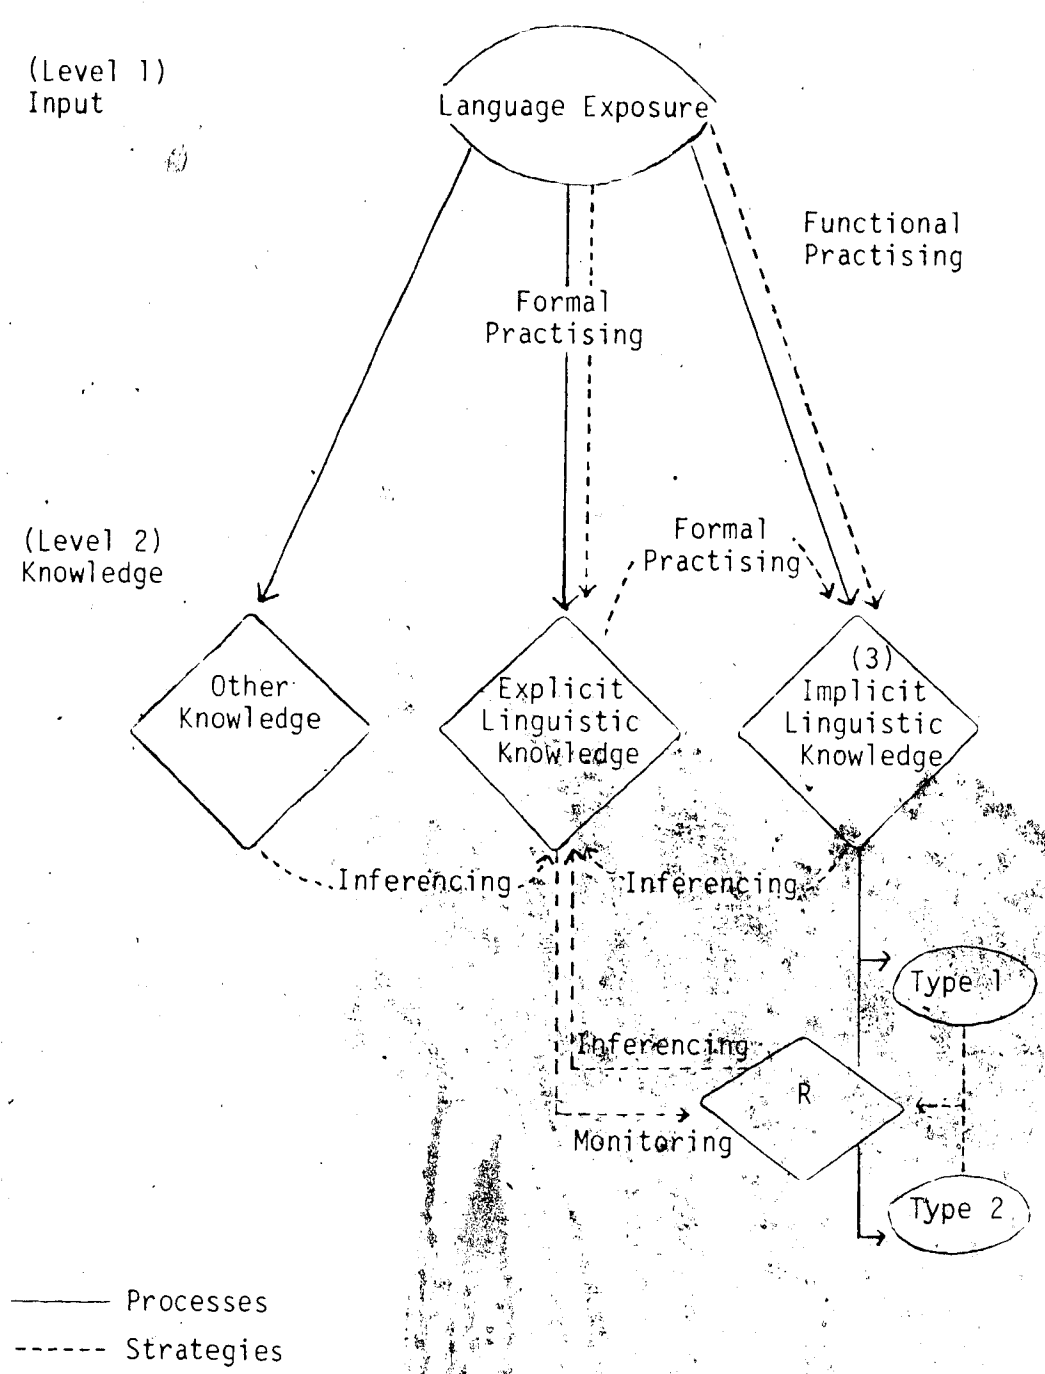 (Level 1)
Input
Language Exposure
Functional
Practising
Formal
Practising
(Level 2)
Knowledge
Formal
Practising
Other
Knowledge
Explicit
Linguistic
Knowledge
(3)
Implicit
Linguistic
Knowledge
Inferencing
Inferencing
Type 1
Inferencing
R
Monitoring
Type 2
Processes
Strategies